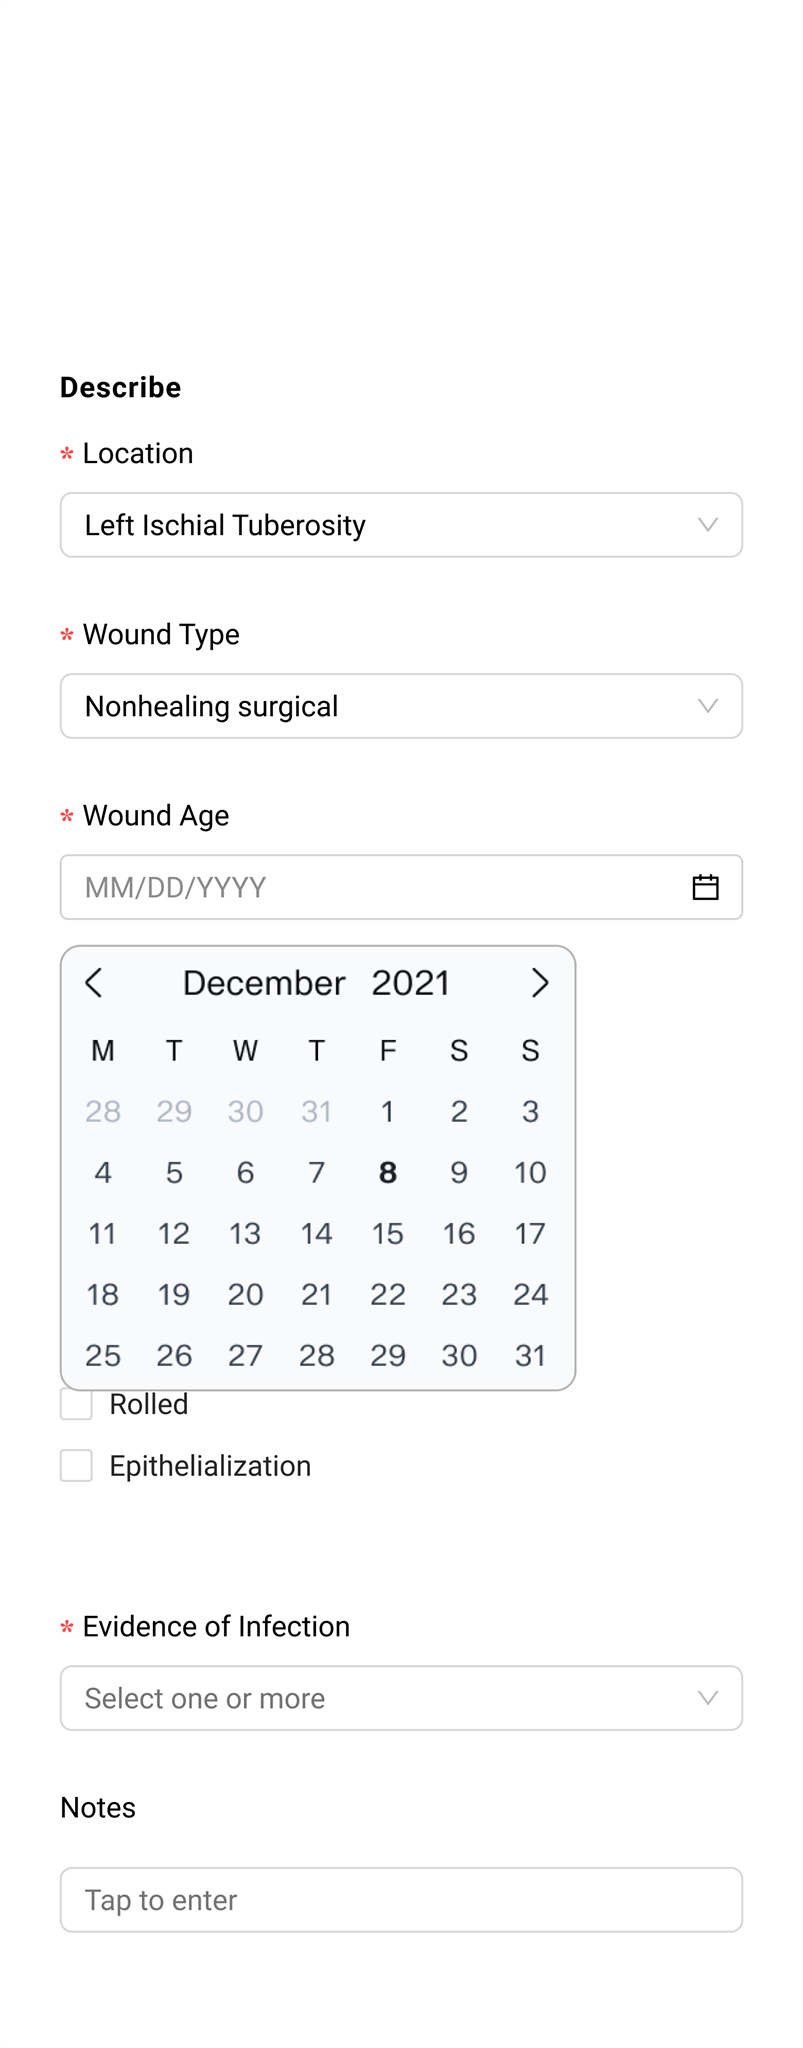 Describe
* Location
Left Ischial Tuberosity
* Wound Type
Nonhealing surgical
* Wound Age
MM/DD/YYYY
December 2021
M T W T F S S
28 29 30 31 1 2 3
4 5 6 7 8 9 10
11 12 13 14 15 16 17
18 19 20 21 22 23 24
25 26 27 28 29 30 31
Rolled
Epithelialization
* Evidence of Infection
Select one or more
Notes
Tap to enter